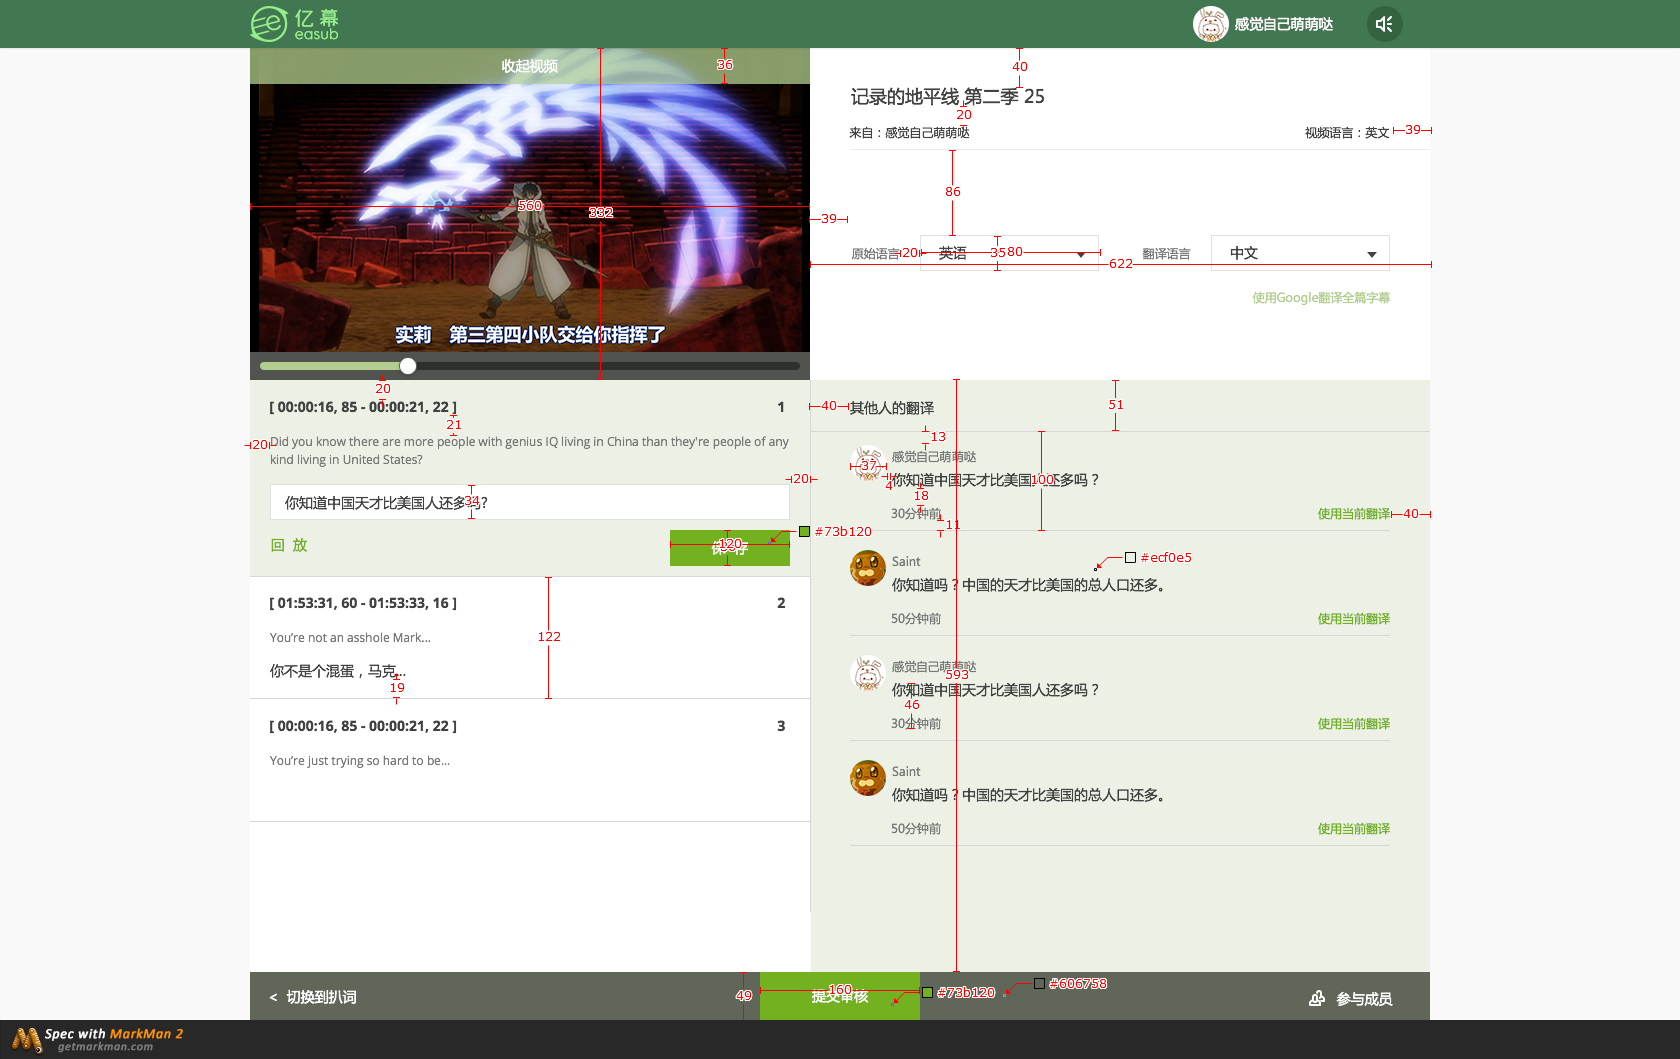 亿幕
easub
感觉自己萌萌哒
收起视频
36
40
记录的地平线 第二季 25
20
来自：感觉自己萌萌哒
视频语言：英文
39
86
560
332
39
原始语言
20
英语
35
80
翻译语言
中文
622
使用Google翻译全篇字幕
实莉 第三第四小队交给你指挥了
20
[ 00:00:16, 85 - 00:00:21, 22 ]
1
21
20
Did you know there are more people with genius IQ living in China than they're people of any
kind living in United States?
20
你知道中国天才比美国人还多吗？
34
回 放
保存
120
#73b120
[ 01:53:31, 60 - 01:53:33, 16 ]
2
You’re not an asshole Mark...
122
你不是个混蛋，马克...
19
[ 00:00:16, 85 - 00:00:21, 22 ]
3
You’re just trying so hard to be...
40
其他人的翻译
51
13
感觉自己萌萌哒
37
你知道中国天才比美国人还多吗？
100
4
18
30分钟前
11
使用当前翻译
40
Saint
#ecf0e5
你知道吗？中国的天才比美国的总人口还多。
50分钟前
使用当前翻译
感觉自己萌萌哒
593
你知道中国天才比美国人还多吗？
46
30分钟前
使用当前翻译
Saint
你知道吗？中国的天才比美国的总人口还多。
50分钟前
使用当前翻译
< 切换到扒词
49
提交审核
160
#73b120
#606758
参与成员
Spec with MarkMan 2
getmarkman.com